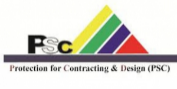 PSC
Protection for Contracting & Design (PSC)